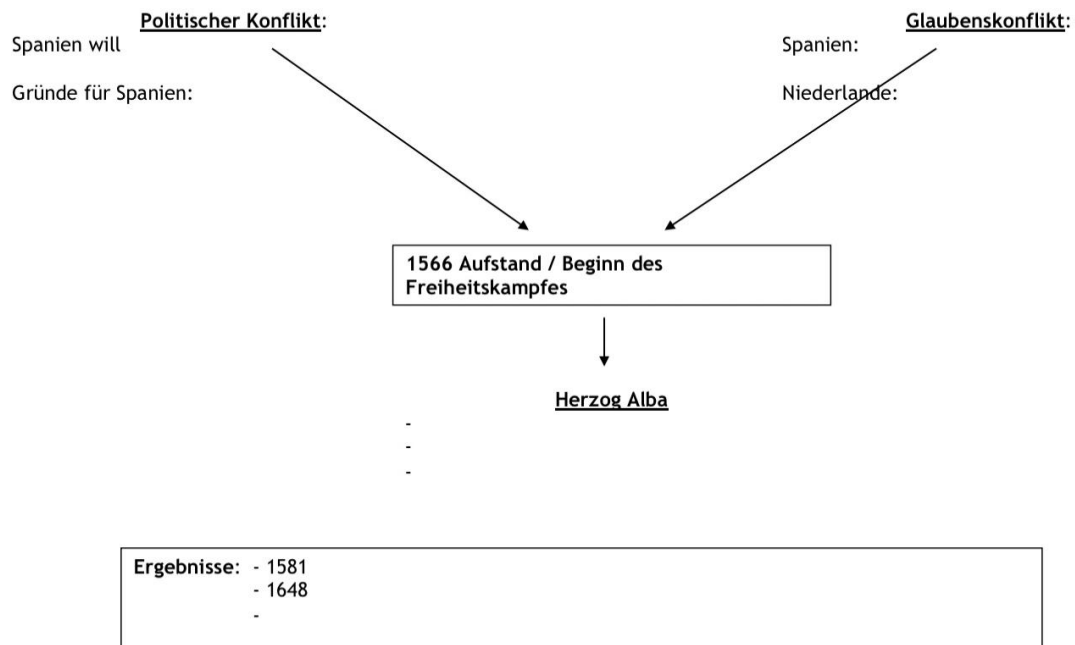 Politischer Konflikt:
Spanien will
Gründe für Spanien:
Glaubenskonflikt:
Spanien:
Niederlande:
1566 Aufstand / Beginn des
Freiheitskampfes
Herzog Alba
-
-
-
Ergebnisse: - 1581
- 1648
-